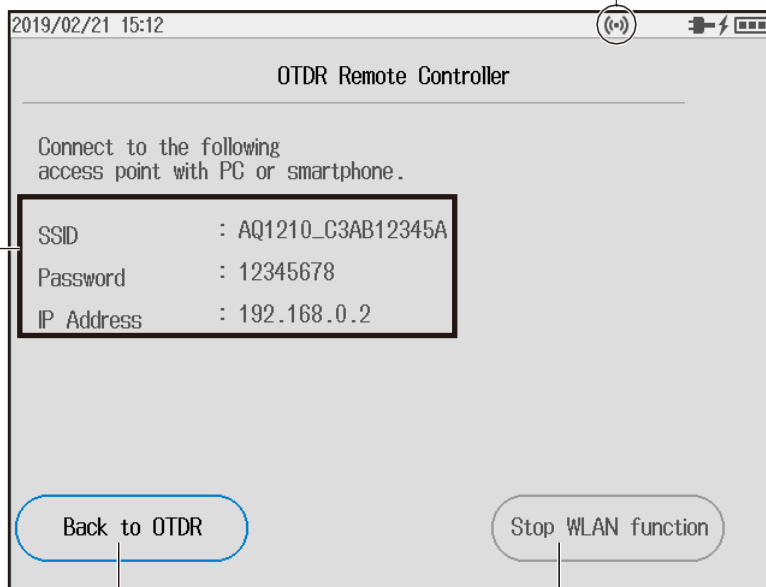 2019/02/21 15:12
OTDR Remote Controller
Connect to the following
access point with PC or smartphone.
SSID : AQ1210_C3AB12345A
Password : 12345678
IP Address : 192.168.0.2
Back to OTDR Stop WLAN function